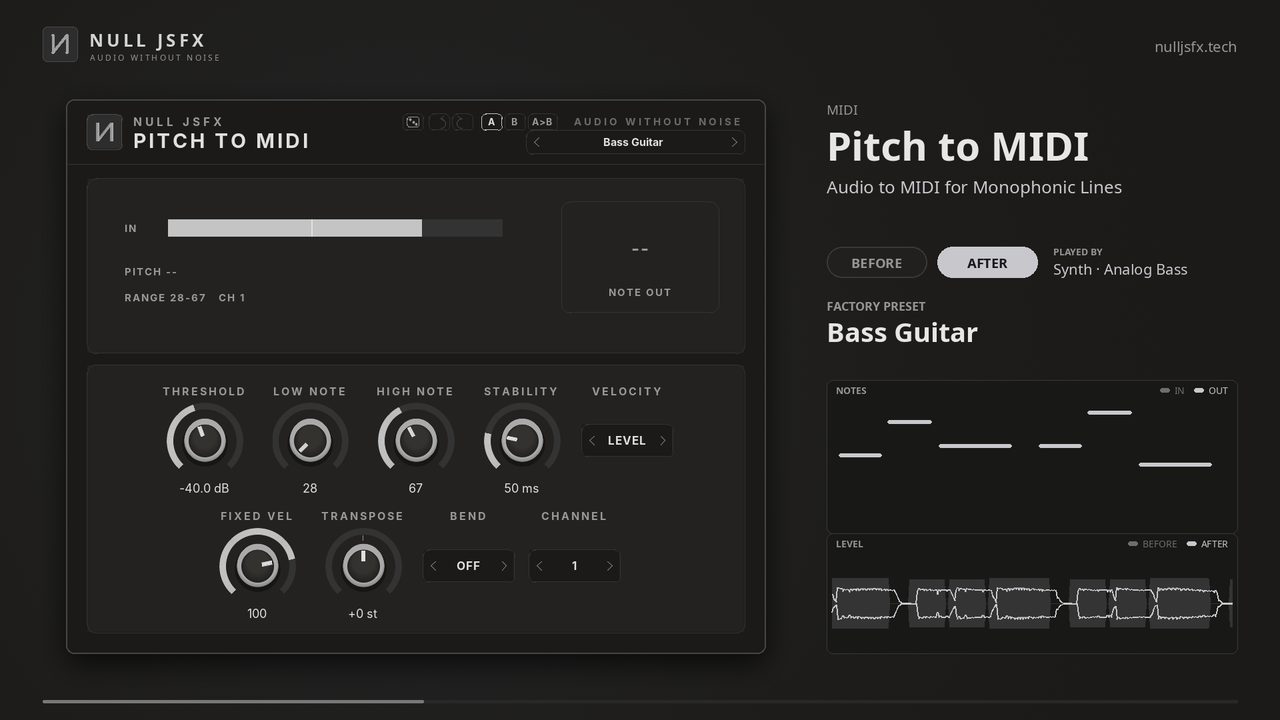 NULL JSFX
AUDIO WITHOUT NOISE
nulljsfx.tech
NULL JSFX
PITCH TO MIDI
A B A>B
AUDIO WITHOUT NOISE
Bass Guitar
IN
PITCH --
RANGE 28-67 CH 1
--
NOTE OUT
THRESHOLD LOW NOTE HIGH NOTE STABILITY VELOCITY
LEVEL
-40.0 dB 28 67 50 ms
FIXED VEL TRANSPOSE BEND CHANNEL
OFF 1
100 +0 st
MIDI
Pitch to MIDI
Audio to MIDI for Monophonic Lines
BEFORE AFTER
PLAYED BY
Synth · Analog Bass
FACTORY PRESET
Bass Guitar
NOTES IN OUT
LEVEL BEFORE AFTER